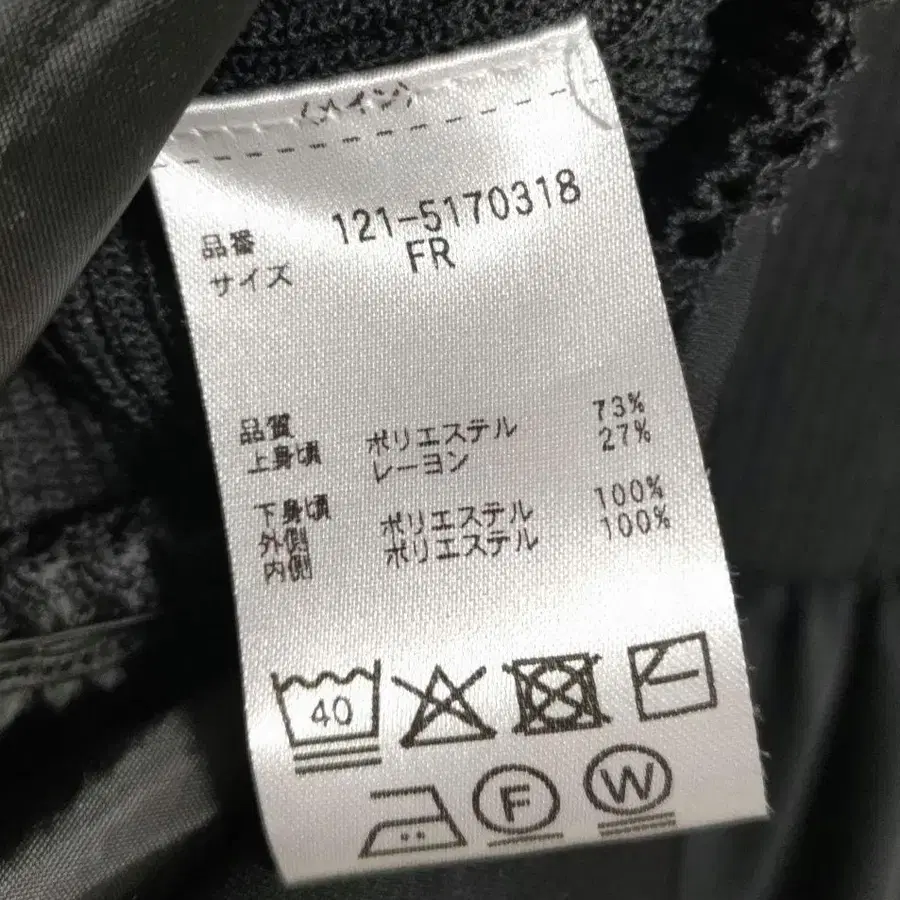 〈メイン〉
品番 121-5170318
サイズ FR
品質
上身頃 ポリエステル 73%
レーヨン 27%
下身頃
外側 ポリエステル 100%
内側 ポリエステル 100%
40
F W